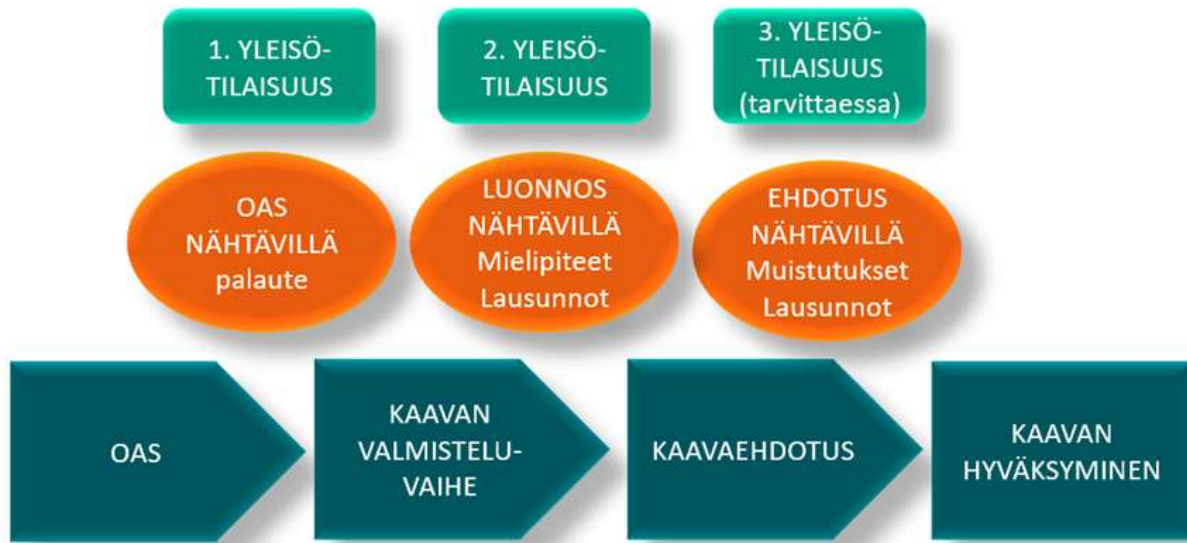 1. YLEISÖ-
TILAISUUS
2. YLEISÖ-
TILAISUUS
3. YLEISÖ-
TILAISUUS
(tarvittaessa)
OAS
NÄHTÄVILLÄ
palaute
LUONNOS
NÄHTÄVILLÄ
Mielipiteet
Lausunnot
EHDOTUS
NÄHTÄVILLÄ
Muistutukset
Lausunnot
OAS
KAAVAN
VALMISTELU-
VAIHE
KAAVAEHDOTUS
KAAVAN
HYVÄKSYMINEN